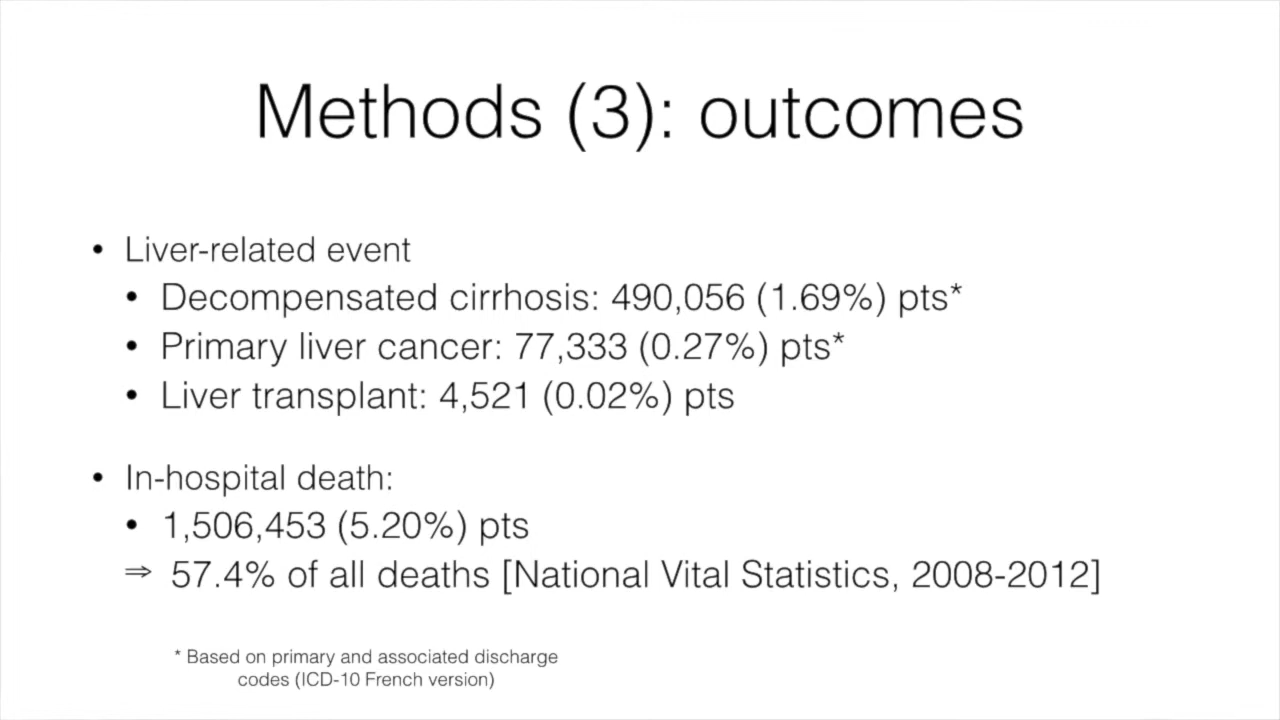 Methods (3): outcomes
• Liver-related event
• Decompensated cirrhosis: 490,056 (1.69%) pts*
• Primary liver cancer: 77,333 (0.27%) pts*
• Liver transplant: 4,521 (0.02%) pts
• In-hospital death:
• 1,506,453 (5.20%) pts
⇒ 57.4% of all deaths [National Vital Statistics, 2008-2012]
* Based on primary and associated discharge
codes (ICD-10 French version)